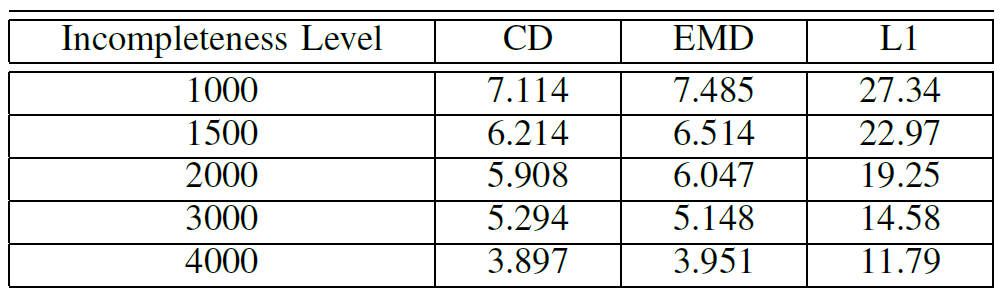 Incompleteness Level CD EMD L1
1000 7.114 7.485 27.34
1500 6.214 6.514 22.97
2000 5.908 6.047 19.25
3000 5.294 5.148 14.58
4000 3.897 3.951 11.79